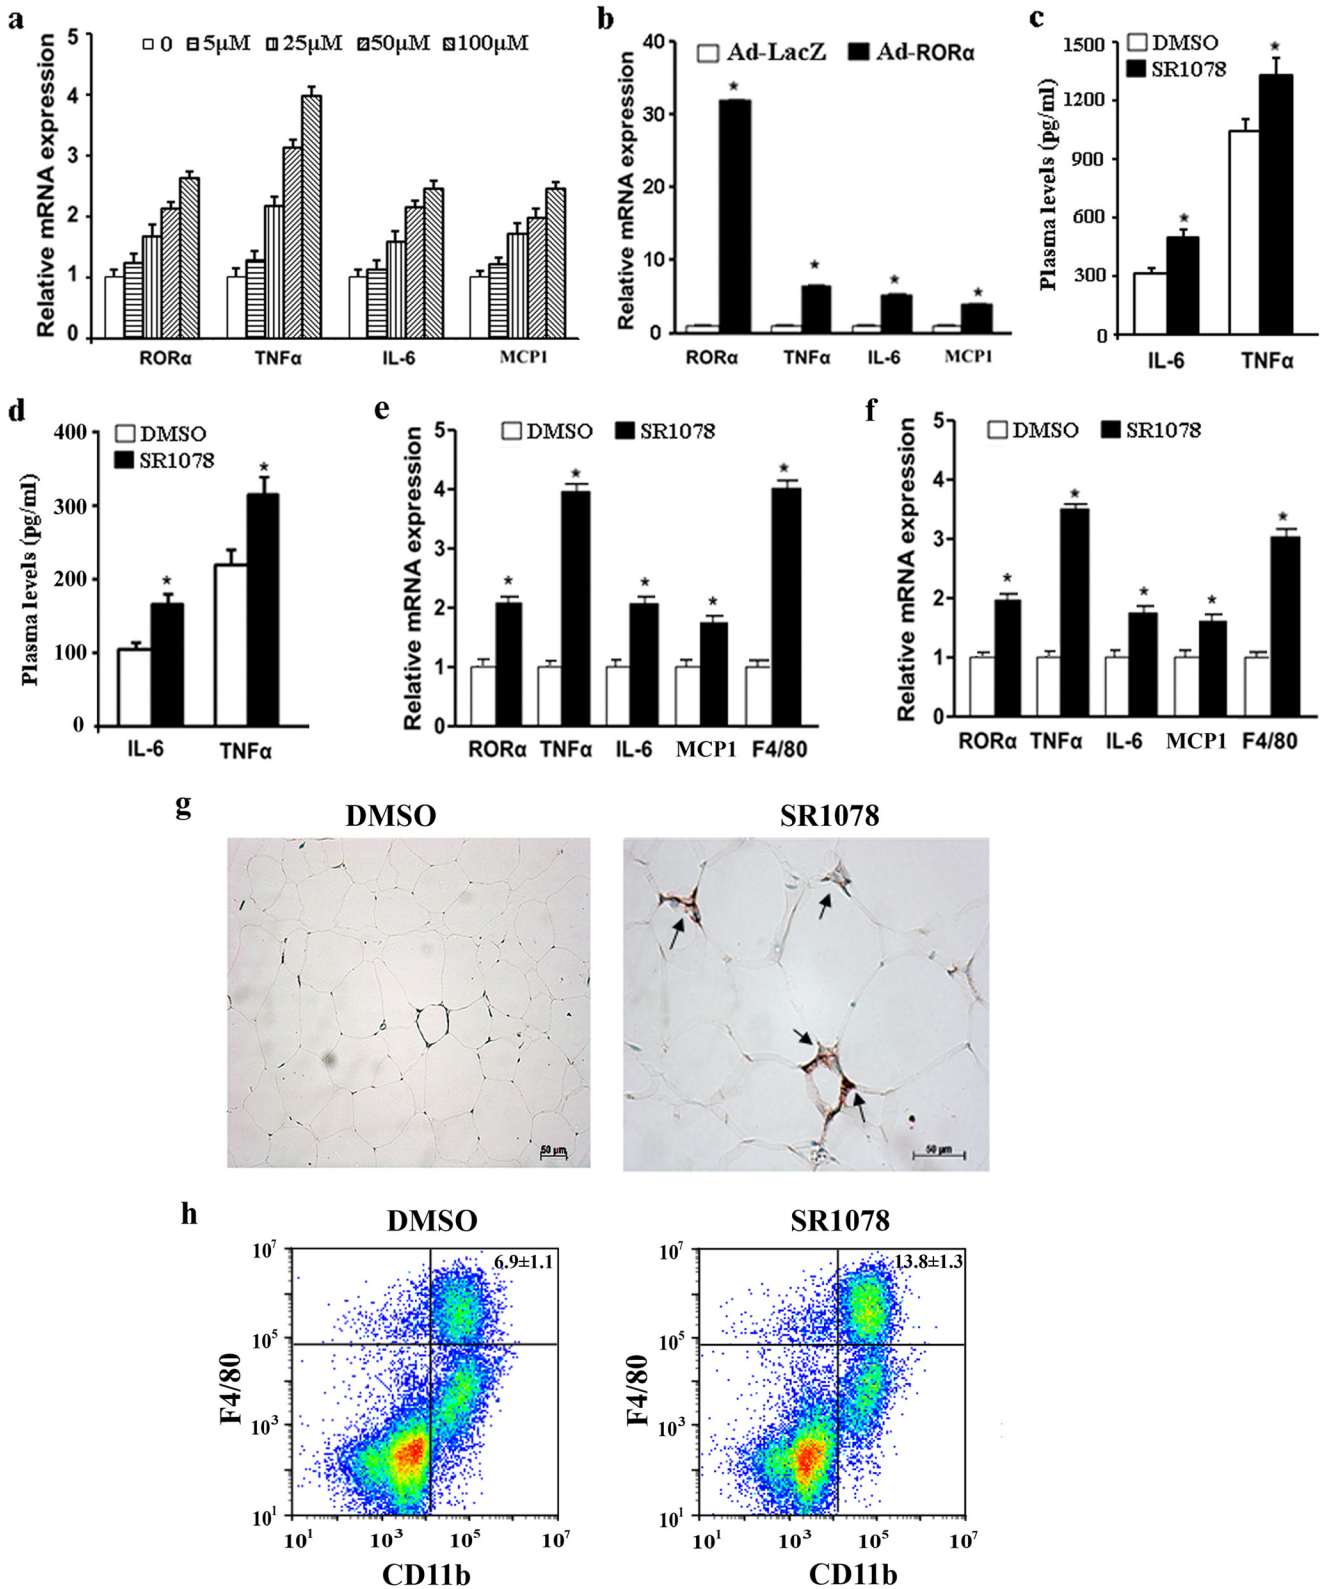 a
5
4
3
2
1
0
Relative mRNA expression
0 5μM 25μM 50μM 100μM
RORα TNFα IL-6 MCP1
b
40
30
20
10
0
Relative mRNA expression
Ad-LacZ Ad-RORα
*
*
*
*
RORα TNFα IL-6 MCP1
c
1500
1200
900
600
300
0
Plasma levels (pg/ml)
DMSO
SR1078
*
*
IL-6 TNFα
d
400
300
200
100
0
Plasma levels (pg/ml)
DMSO
SR1078
*
*
IL-6 TNFα
e
5
4
3
2
1
0
Relative mRNA expression
DMSO SR1078
*
*
*
*
*
RORα TNFα IL-6 MCP1 F4/80
f
5
4
3
2
1
0
Relative mRNA expression
DMSO SR1078
*
*
*
*
*
RORα TNFα IL-6 MCP1 F4/80
g
DMSO
50 μm
SR1078
50 μm
h
DMSO
6.9±1.1
10⁷
10⁵
10³
10¹
F4/80
10¹ 10³ 10⁵ 10⁷
CD11b
SR1078
13.8±1.3
10⁷
10⁵
10³
10¹
F4/80
10¹ 10³ 10⁵ 10⁷
CD11b